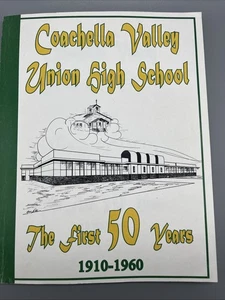 Coachella Valley
Union High School
The First 50 Years
1910-1960